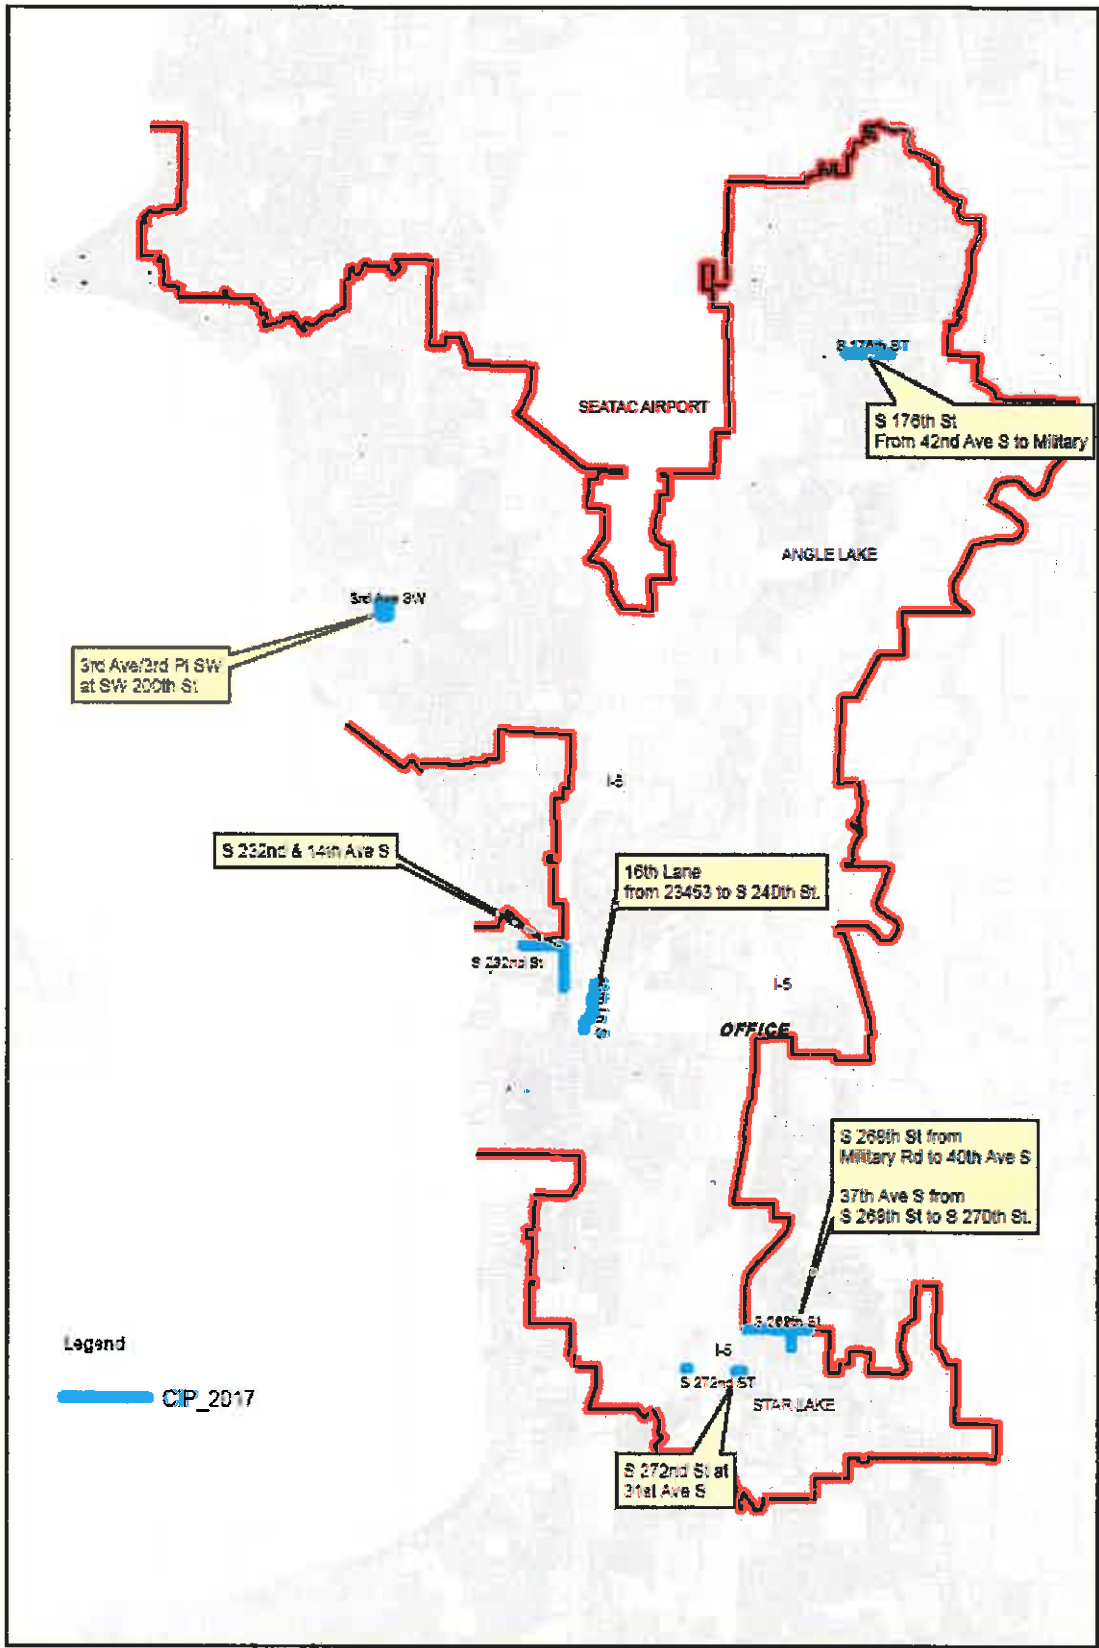 S 176th ST
SEATAC AIRPORT
S 176th St
From 42nd Ave S to Military
ANGLE LAKE
3rd Ave SW
3rd Ave/3rd Pl SW
at SW 200th St
I-5
S 232nd & 14th Ave S
16th Lane
from 23453 to S 240th St.
S 232nd St
I-5
OFFICE
S 268th St from
Military Rd to 40th Ave S
37th Ave S from
S 268th St to S 270th St.
S 268th St
I-5
S 272nd ST
STAR LAKE
S 272nd St at
31st Ave S
Legend
CIP_2017